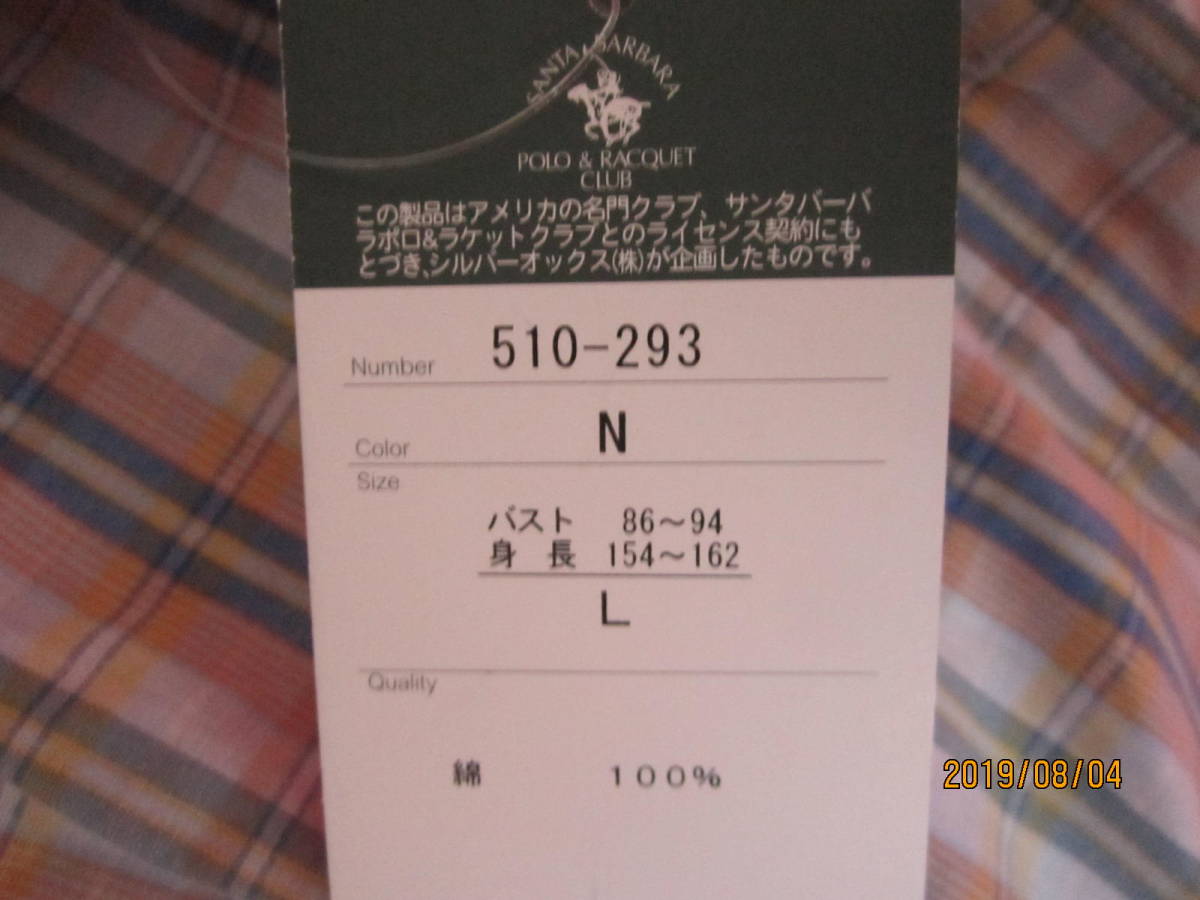 SANTA BARBARA
POLO & RACQUET
CLUB
この製品はアメリカの名門クラブ、サンタバーバ
ラポロ&ラケットクラブとのライセンス契約にも
とづき、シルバーオックス(株)が企画したものです。
Number 510-293
Color N
Size
バスト 86～94
身 長 154～162
L
Quality
綿 100%
2019/08/04